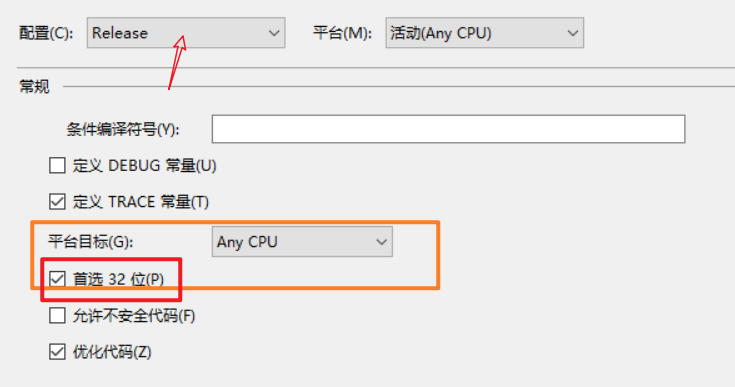 配置(C): Release 平台(M): 活动(Any CPU)
常规
条件编译符号(Y):
定义 DEBUG 常量(U)
定义 TRACE 常量(T)
平台目标(G): Any CPU
首选 32 位(P)
允许不安全代码(F)
优化代码(Z)